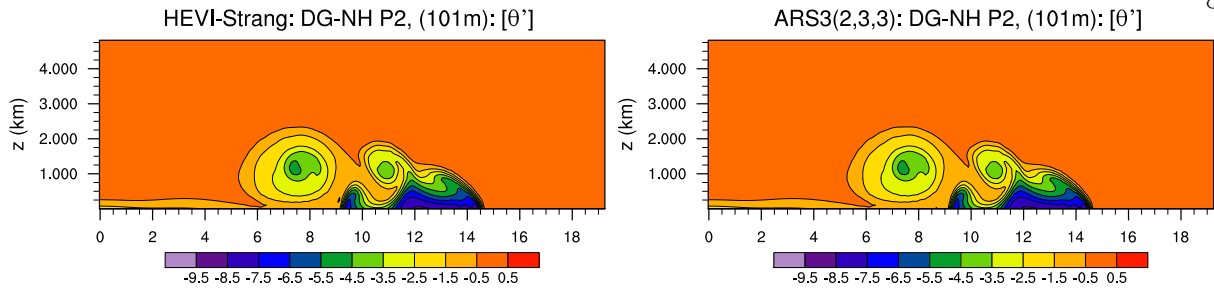 HEVI-Strang: DG-NH P2, (101m): [θ’]
4.000
3.000
2.000
1.000
z (km)
0 2 4 6 8 10 12 14 16 18
-9.5 -8.5 -7.5 -6.5 -5.5 -4.5 -3.5 -2.5 -1.5 -0.5 0.5
ARS3(2,3,3): DG-NH P2, (101m): [θ’]
4.000
3.000
2.000
1.000
z (km)
0 2 4 6 8 10 12 14 16 18
-9.5 -8.5 -7.5 -6.5 -5.5 -4.5 -3.5 -2.5 -1.5 -0.5 0.5